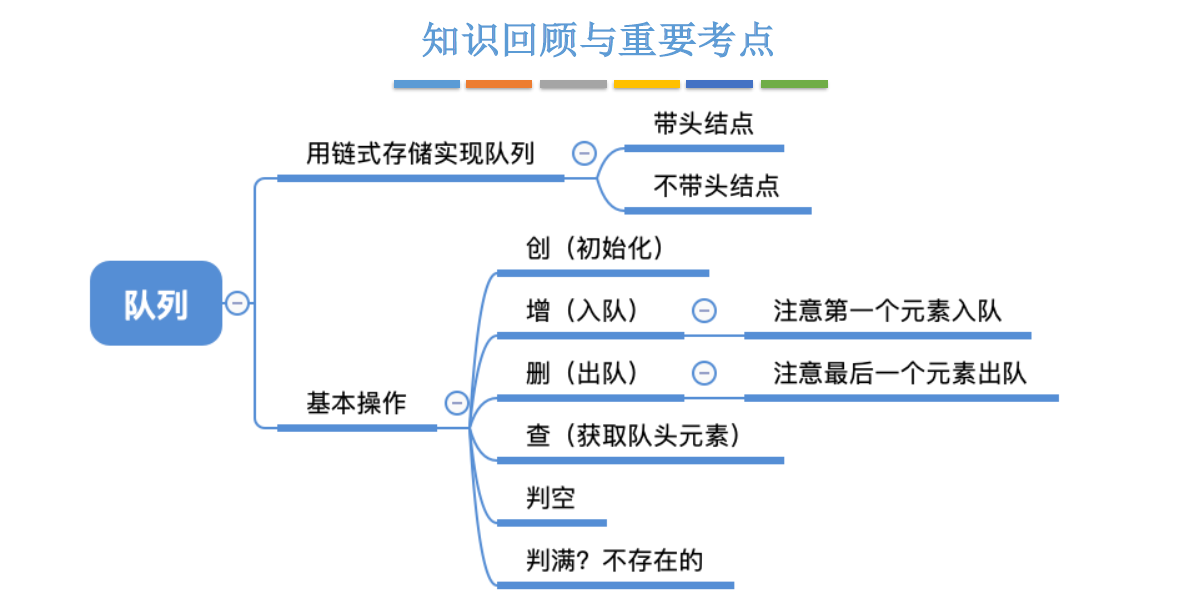 知识回顾与重要考点
带头结点
用链式存储实现队列
不带头结点
创（初始化）
增（入队）
注意第一个元素入队
队列
删（出队）
注意最后一个元素出队
基本操作
查（获取队头元素）
判空
判满？不存在的